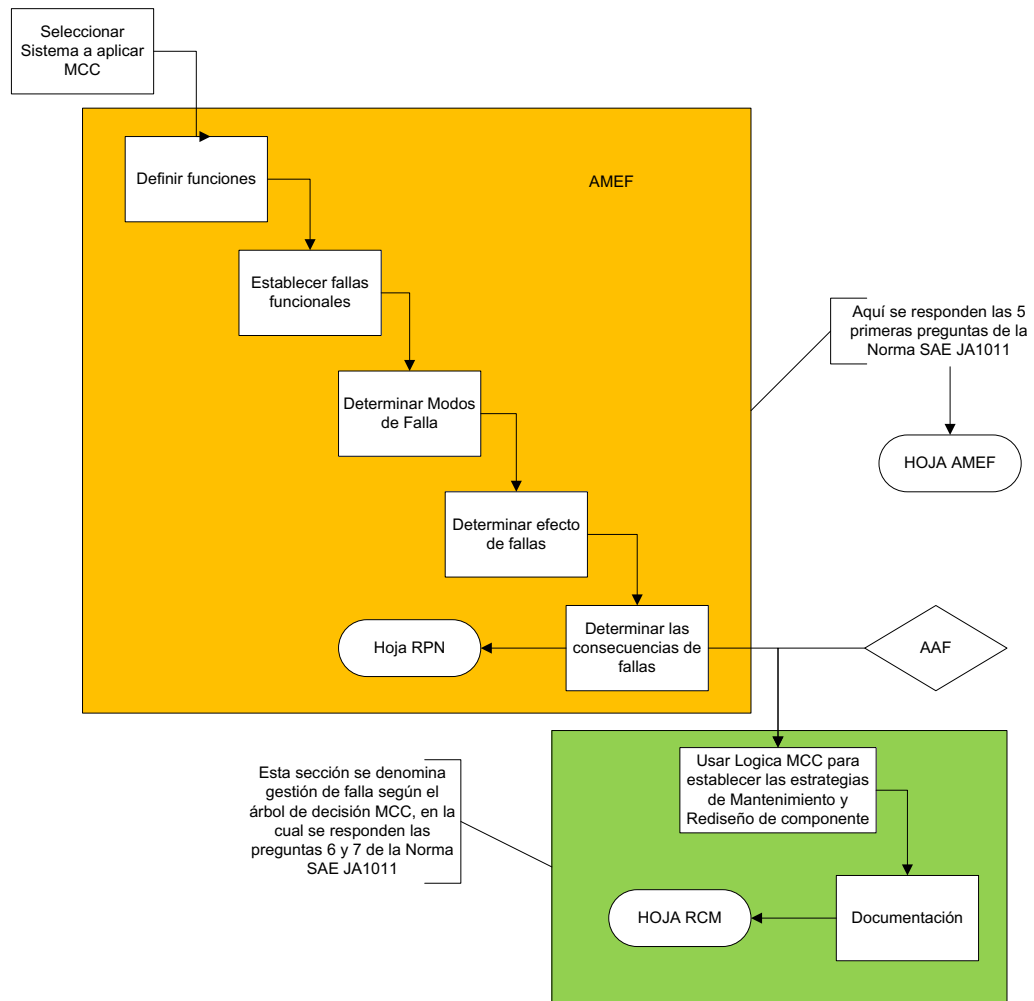 Seleccionar
Sistema a aplicar
MCC
Definir funciones
AMEF
Establecer fallas
funcionales
Aquí se responden las 5
primeras preguntas de la
Norma SAE JA1011
Determinar Modos
de Falla
HOJA AMEF
Determinar efecto
de fallas
Hoja RPN
Determinar las
consecuencias de
fallas
AAF
Usar Logica MCC para
establecer las estrategias
de Mantenimiento y
Rediseño de componente
Esta sección se denomina
gestión de falla según el
árbol de decisión MCC, en la
cual se responden las
preguntas 6 y 7 de la Norma
SAE JA1011
HOJA RCM
Documentación